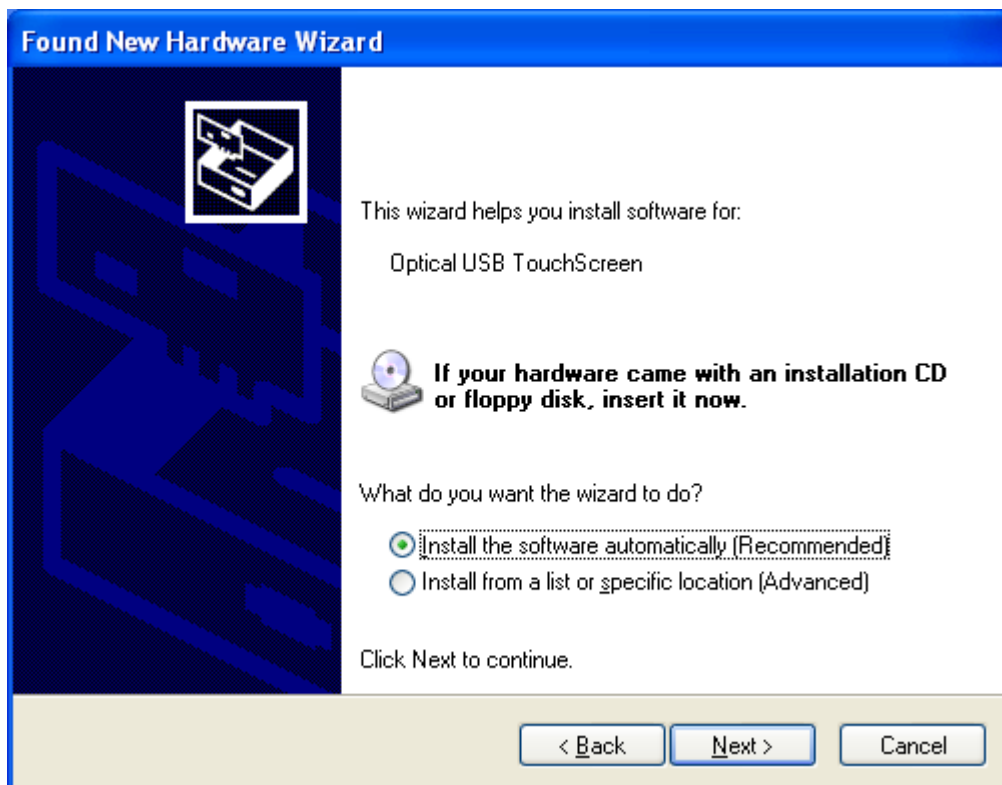 Found New Hardware Wizard
This wizard helps you install software for:
Optical USB TouchScreen
If your hardware came with an installation CD
or floppy disk, insert it now.
What do you want the wizard to do?
Install the software automatically (Recommended)
Install from a list or specific location (Advanced)
Click Next to continue.
< Back
Next >
Cancel